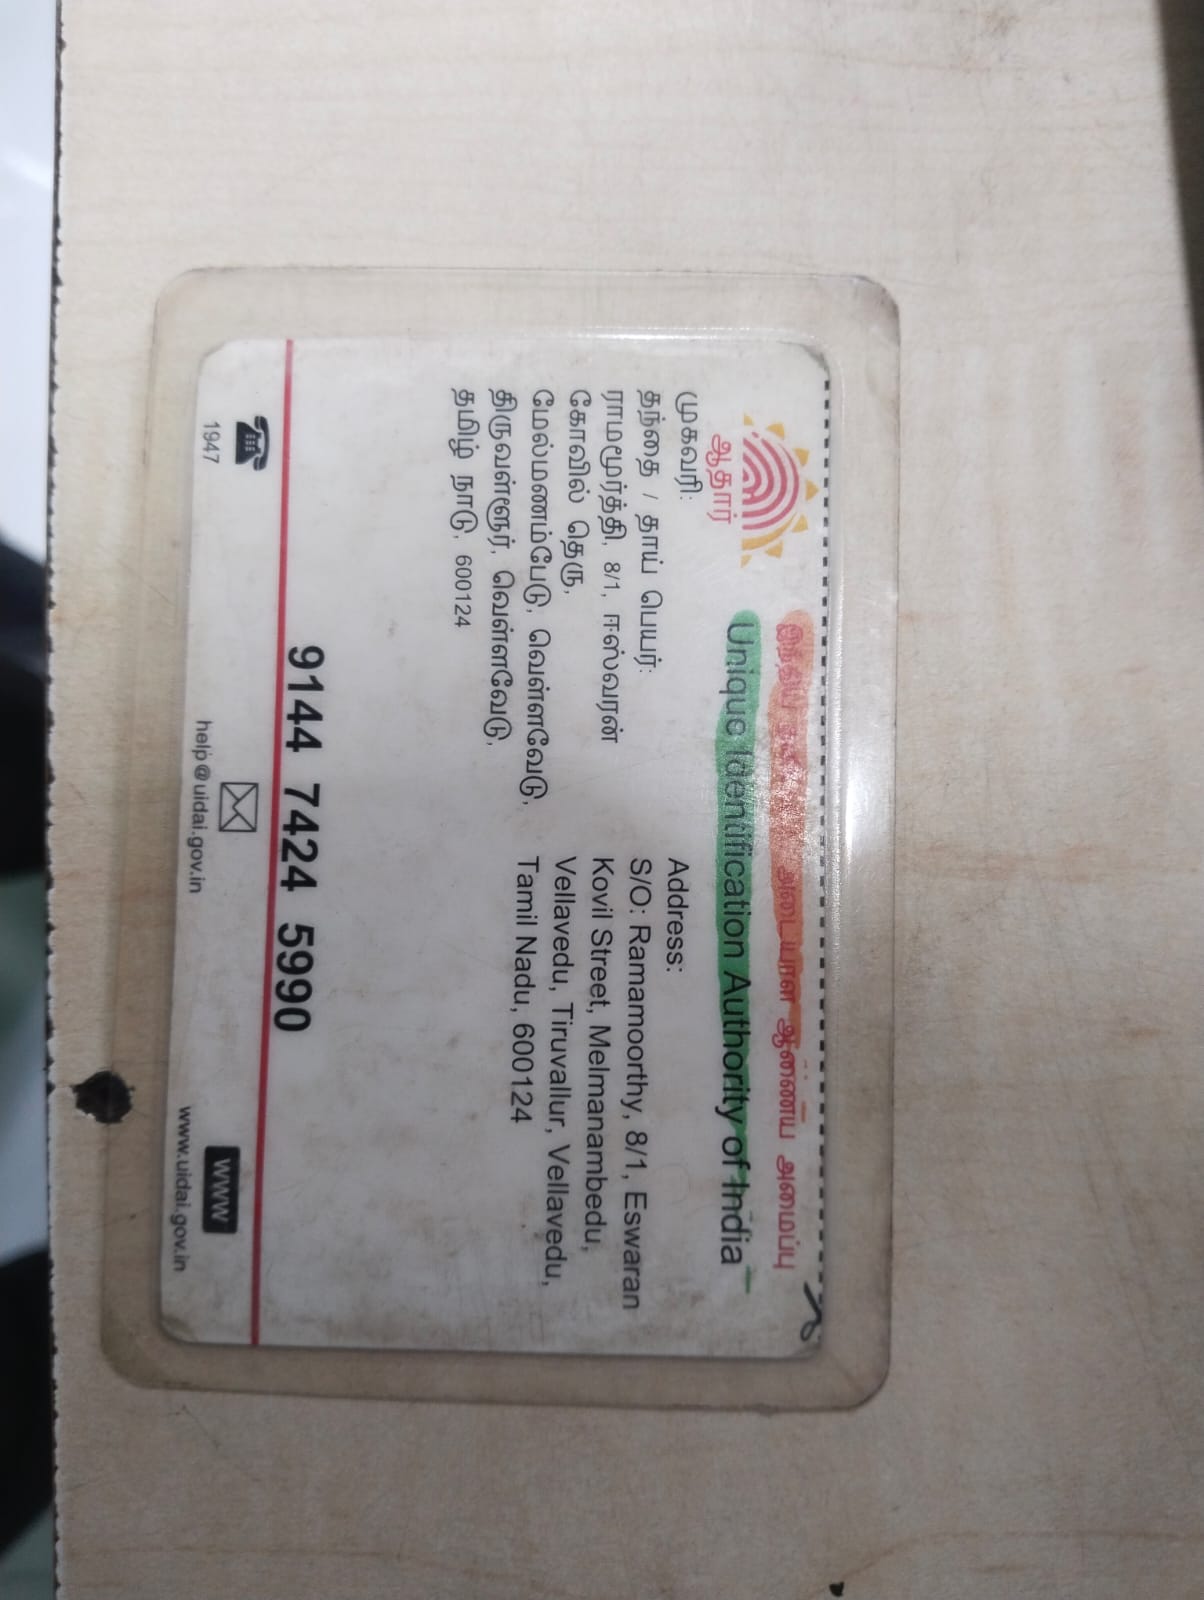 இந்திய அடையாள ஆணைய அமைப்பு
Unique Identification Authority of India
ஆதார்
முகவரி:
தந்தை / தாய் பெயர்:
ராமமூர்த்தி, 8/1, ஈஸ்வரன்
கோவில் தெரு,
மேல்மணம்பேடு, வெள்ளவேடு,
திருவள்ளூர், வெள்ளவேடு,
தமிழ் நாடு, 600124
Address:
S/O: Ramamoorthy, 8/1, Eswaran
Kovil Street, Melmanambedu,
Vellavedu, Tiruvallur, Vellavedu,
Tamil Nadu, 600124
9144 7424 5990
1947
help@uidai.gov.in
www
www.uidai.gov.in